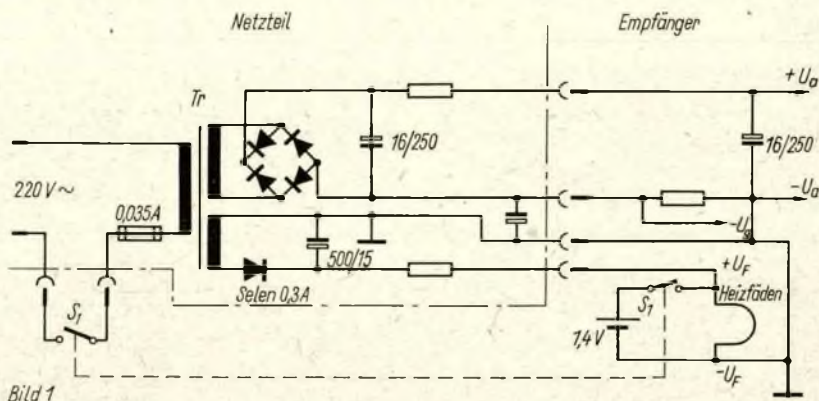 Netzteil
Empfänger
Tr
+Ua
16/250
16/250
220 V~
0,035A
-Ua
-Ug
500/15
+UF
Selen 0,3A
S1
Heizfäden
S1
1,4V
-UF
Bild 1